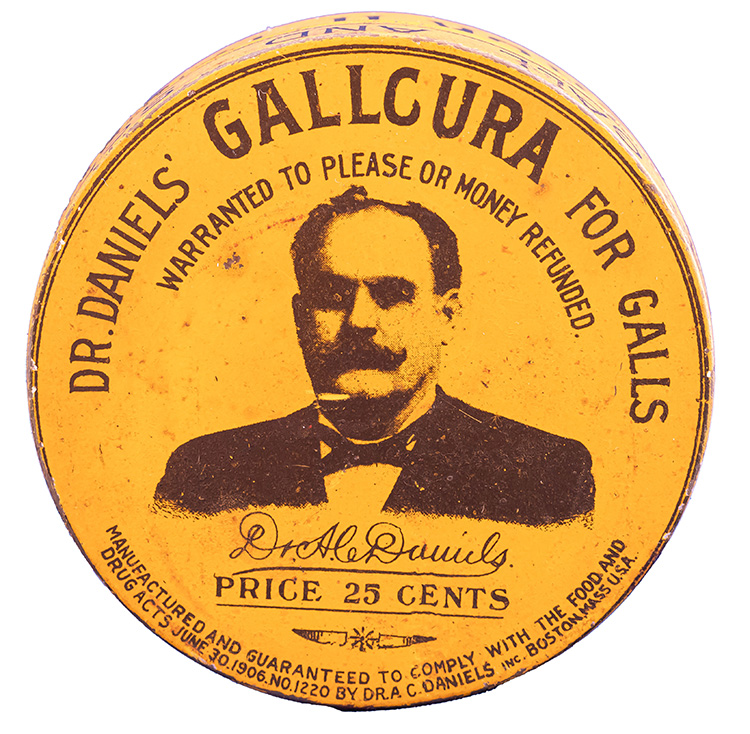 DR. DANIELS' GALLCURA FOR GALLS
WARRANTED TO PLEASE OR MONEY REFUNDED.
Dr A C Daniels.
PRICE 25 CENTS
MANUFACTURED AND GUARANTEED TO COMPLY WITH THE FOOD AND
DRUG ACTS JUNE 30.1906.NO.1220 BY DR.A.C.DANIELS INC. BOSTON,MASS U.S.A.